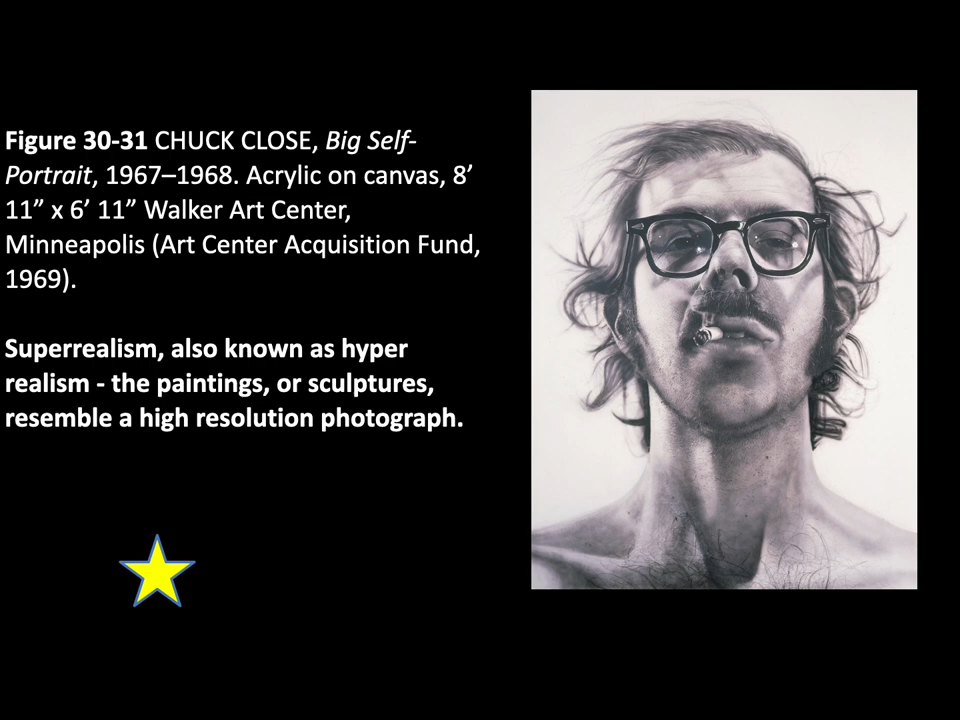 Figure 30-31 CHUCK CLOSE, Big Self-
Portrait, 1967–1968. Acrylic on canvas, 8’
11” x 6’ 11” Walker Art Center,
Minneapolis (Art Center Acquisition Fund,
1969).
Superrealism, also known as hyper
realism - the paintings, or sculptures,
resemble a high resolution photograph.